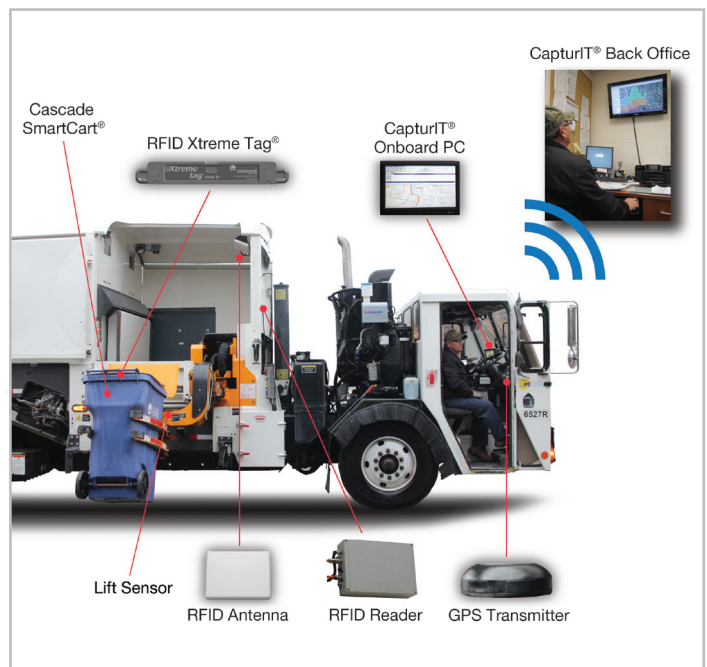 CapturIT® Back Office
Cascade
SmartCart®
RFID Xtreme Tag®
CapturIT®
Onboard PC
Xtreme
tag
CASCADE
6527R
Lift Sensor
RFID Antenna
RFID Reader
GPS Transmitter